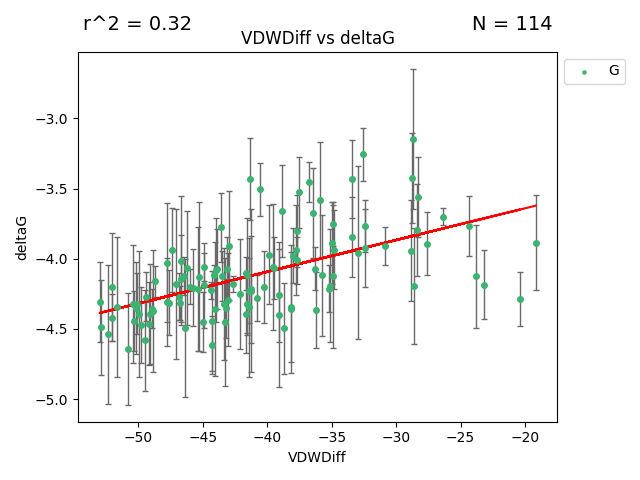 r^2 = 0.32
N = 114
VDWDiff vs deltaG
G
deltaG
−3.0
−3.5
−4.0
−4.5
−5.0
−50 −45 −40 −35 −30 −25 −20
VDWDiff